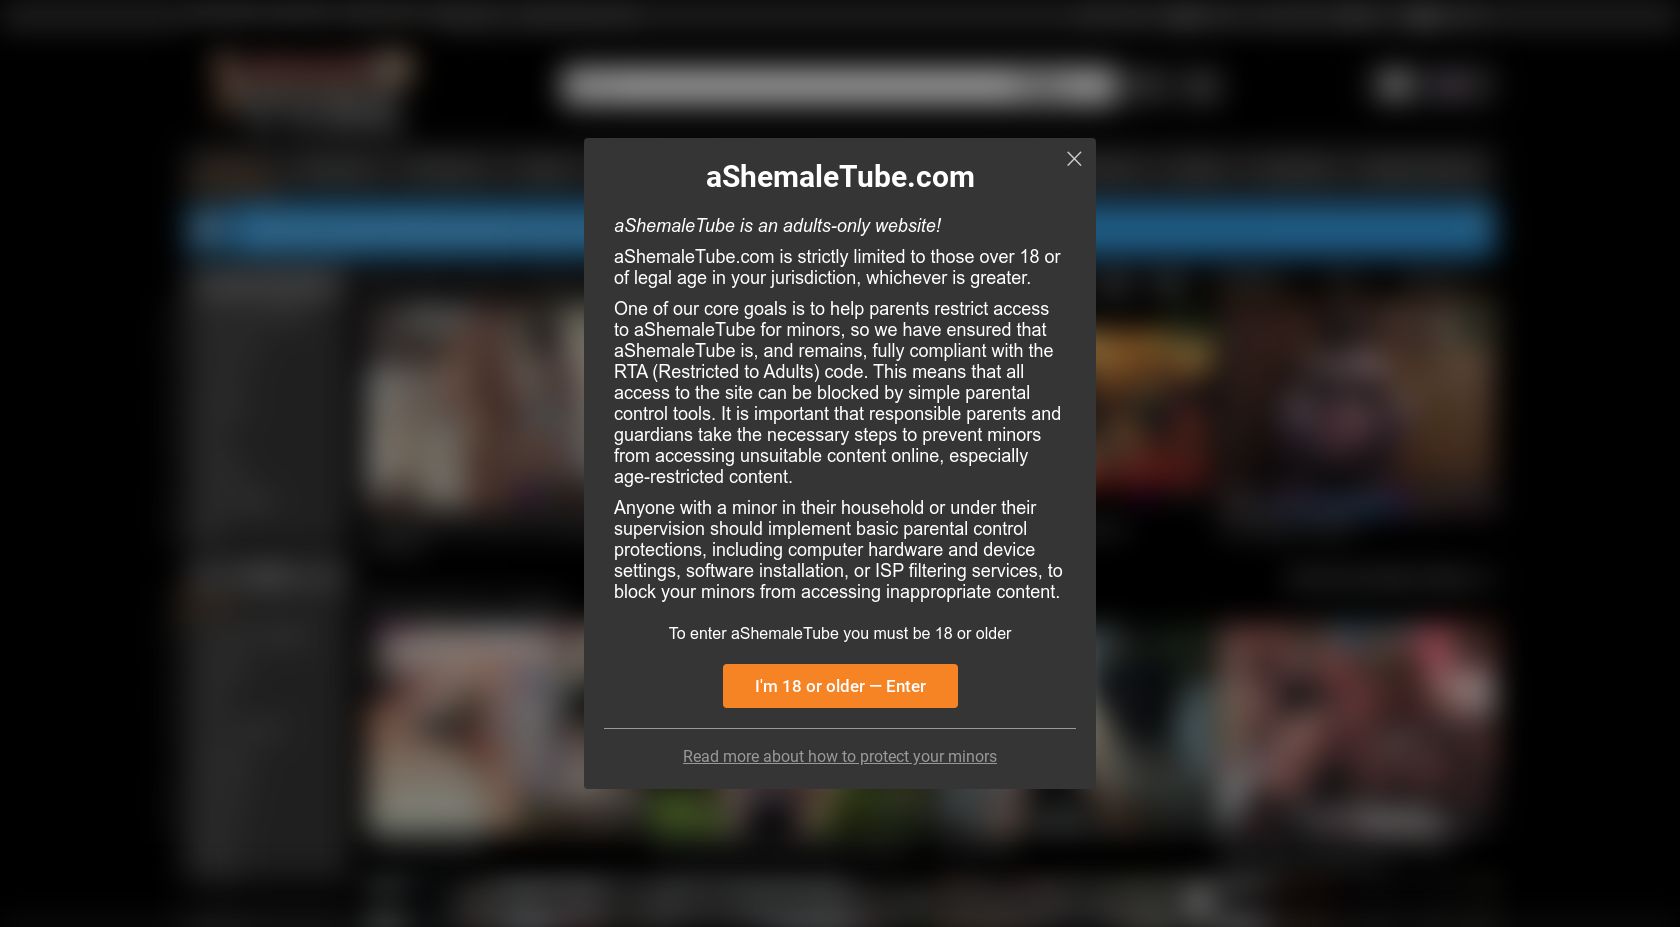 aShemaleTube.com
aShemaleTube is an adults-only website!
aShemaleTube.com is strictly limited to those over 18 or
of legal age in your jurisdiction, whichever is greater.
One of our core goals is to help parents restrict access
to aShemaleTube for minors, so we have ensured that
aShemaleTube is, and remains, fully compliant with the
RTA (Restricted to Adults) code. This means that all
access to the site can be blocked by simple parental
control tools. It is important that responsible parents and
guardians take the necessary steps to prevent minors
from accessing unsuitable content online, especially
age-restricted content.
Anyone with a minor in their household or under their
supervision should implement basic parental control
protections, including computer hardware and device
settings, software installation, or ISP filtering services, to
block your minors from accessing inappropriate content.
To enter aShemaleTube you must be 18 or older
I'm 18 or older — Enter
Read more about how to protect your minors